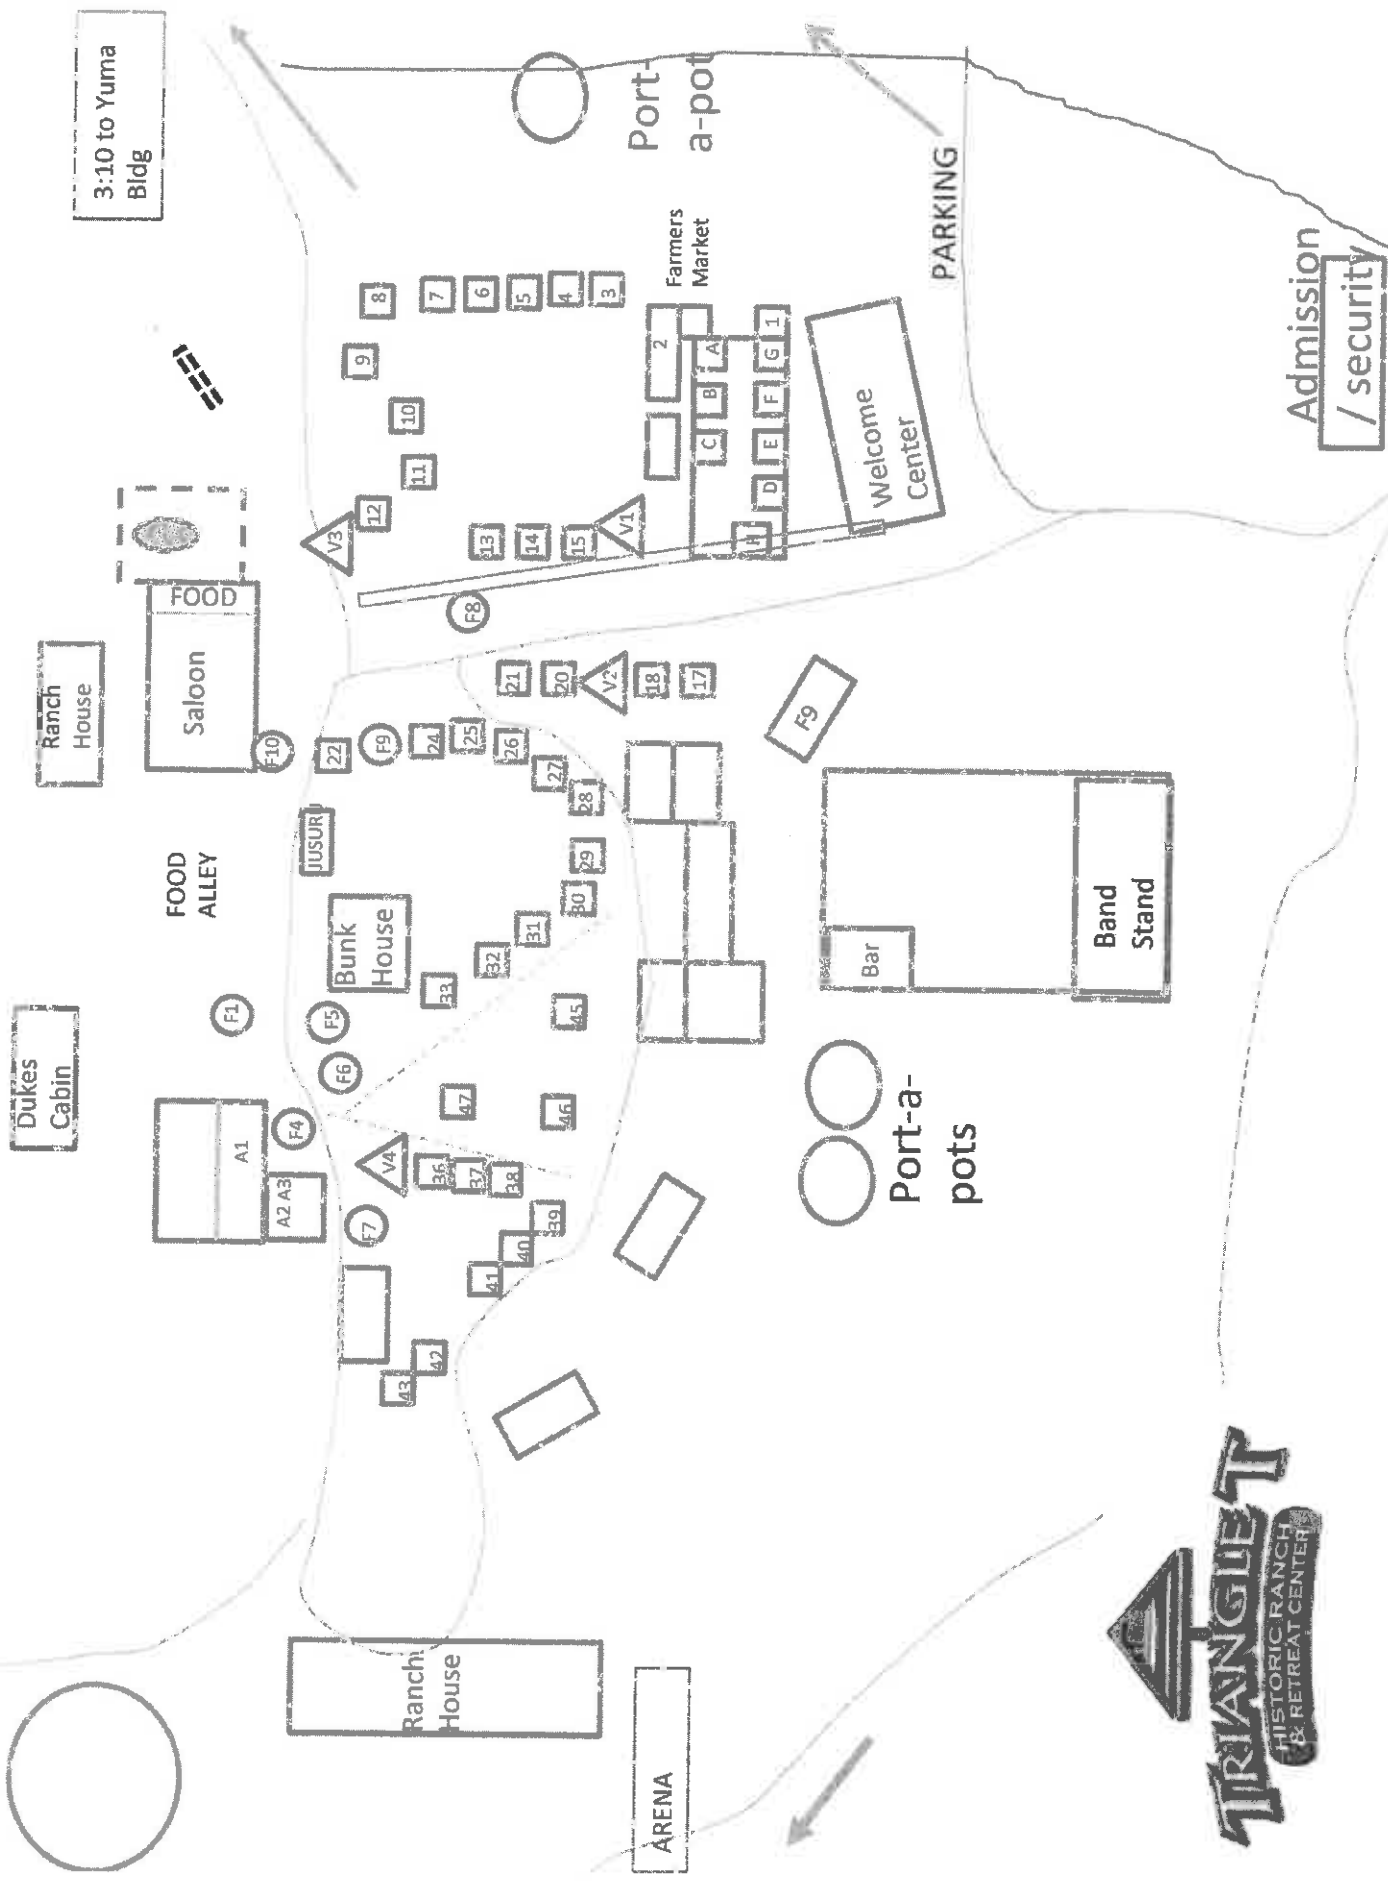 Dukes
Cabin
Ranch
House
3:10 to Yuma
Bldg
FOOD
ALLEY
Saloon
FOOD
A1
F1
A2 A3
F4
F10
JUSURU
F5
22
V3
F6
Bunk
House
F7
F9
12
9
8
V4
43
42
36
33
24
11
10
7
Ranch
House
41
37
47
32
25
F8
13
6
40
38
31
26
21
14
5
39
46
45
30
27
20
15
4
29
28
V2
V1
3
18
17
2
Farmers
Market
C
B
A
H
D
E
F
G
1
Port-
a-pot
ARENA
F9
Bar
Welcome
Center
PARKING
Port-a-
pots
Band
Stand
Admission
/ security
TRIANGLE T
HISTORIC RANCH
& RETREAT CENTER